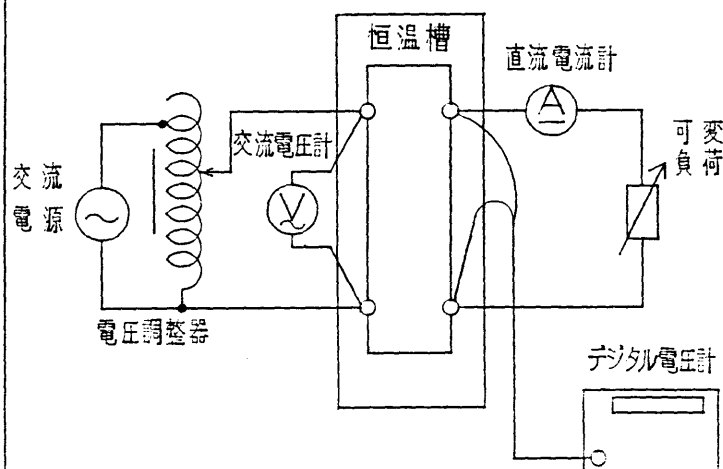 恒温槽
直流電流計
A
交流電圧計
V
可変
負荷
交流
電源
電圧調整器
デジタル電圧計